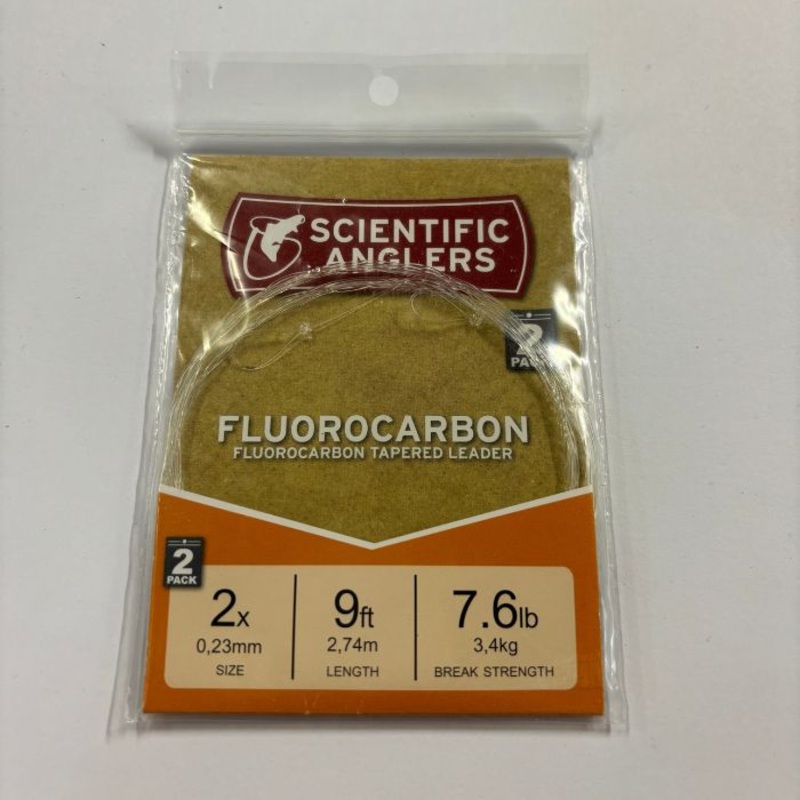 SCIENTIFIC
ANGLERS
2
PACK
FLUOROCARBON
FLUOROCARBON TAPERED LEADER
2
PACK
2x
0,23mm
SIZE
9ft
2,74m
LENGTH
7.6lb
3,4kg
BREAK STRENGTH